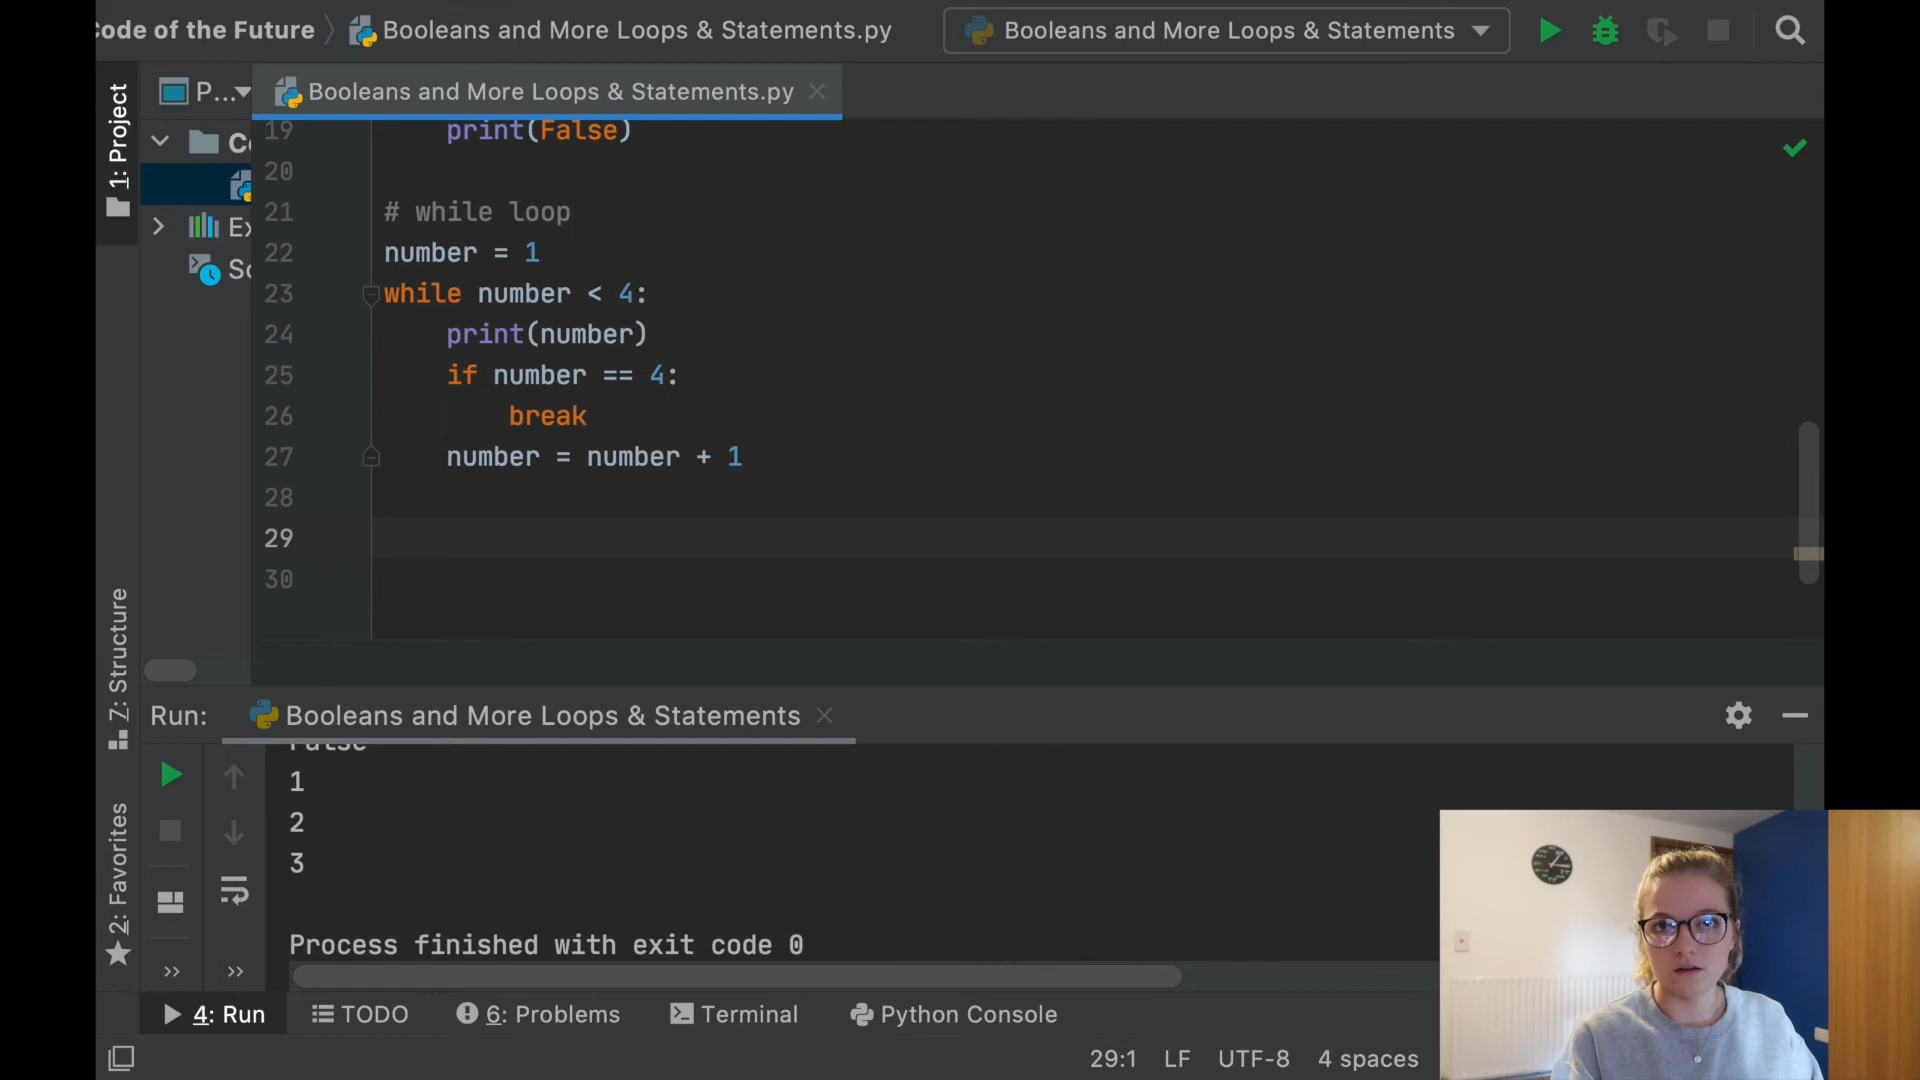 Code of the Future
Booleans and More Loops & Statements.py
Booleans and More Loops & Statements
1: Project
P...
Booleans and More Loops & Statements.py
19 print(False)
20
21 # while loop
22 number = 1
23 while number < 4:
24 print(number)
25 if number == 4:
26 break
27 number = number + 1
28
29
30
Z: Structure
2: Favorites
Run:
Booleans and More Loops & Statements
False
1
2
3
Process finished with exit code 0
4: Run
TODO
6: Problems
Terminal
Python Console
29:1
LF
UTF-8
4 spaces